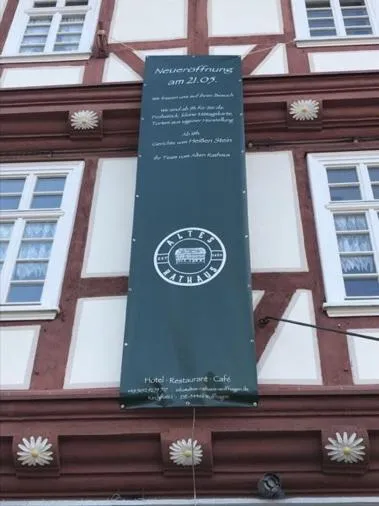 Neueröffnung
am 21.05.
Wir freuen uns auf Ihren Besuch
Wir sind ab 9h für Sie da:
Frühstück, kleine Mittagskarte,
Torten aus eigener Herstellung
Ab 18h
Gerichte vom Heißen Stein
Ihr Team vom Alten Rathaus
ALTES
RATHAUS
Hotel · Restaurant · Café